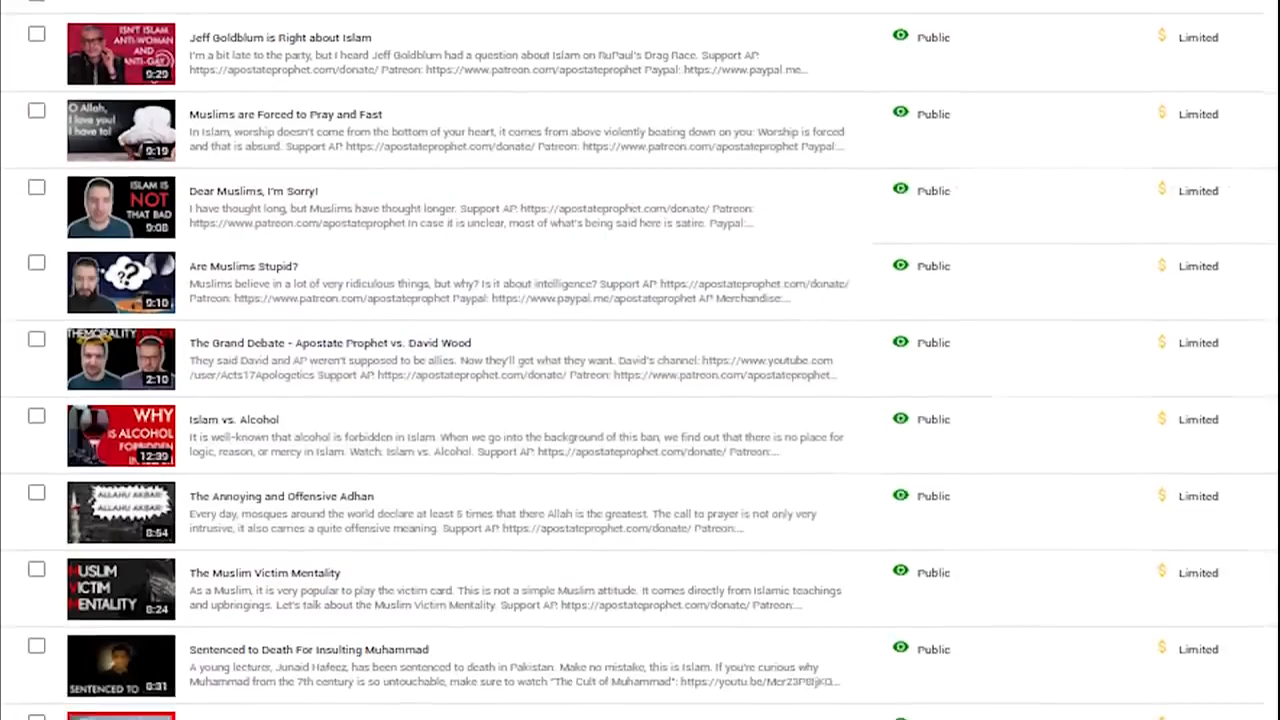 ISN'T ISLAM
ANTI-WOMAN
AND
ANTI-GAY
9:29
Jeff Goldblum is Right about Islam
I'm a bit late to the party, but I heard Jeff Goldblum had a question about Islam on RuPaul's Drag Race. Support AP:
https://apostateprophet.com/donate/ Patreon: https://www.patreon.com/apostateprophet Paypal: https://www.paypal.me...
Public
Limited
O Allah,
I love you!
I have to!
9:19
Muslims are Forced to Pray and Fast
In Islam, worship doesn't come from the bottom of your heart, it comes from above violently beating down on you: Worship is forced
and that is absurd. Support AP: https://apostateprophet.com/donate/ Patreon: https://www.patreon.com/apostateprophet Paypal:...
Public
Limited
ISLAM IS
NOT
THAT BAD
9:08
Dear Muslims, I'm Sorry!
I have thought long, but Muslims have thought longer. Support AP: https://apostateprophet.com/donate/ Patreon:
https://www.patreon.com/apostateprophet In case it is unclear, most of what's being said here is satire. Paypal:...
Public
Limited
?
9:10
Are Muslims Stupid?
Muslims believe in a lot of very ridiculous things, but why? Is it about intelligence? Support AP: https://apostateprophet.com/donate/
Patreon: https://www.patreon.com/apostateprophet Paypal: https://www.paypal.me/apostateprophet AP Merchandise:...
Public
Limited
THE MORALITY
2:10
The Grand Debate - Apostate Prophet vs. David Wood
They said David and AP weren't supposed to be allies. Now they'll get what they want. David's channel: https://www.youtube.com
/user/Acts17Apologetics Support AP: https://apostateprophet.com/donate/ Patreon: https://www.patreon.com/apostateprophet...
Public
Limited
WHY
IS ALCOHOL
FORBIDDEN
12:39
Islam vs. Alcohol
It is well-known that alcohol is forbidden in Islam. When we go into the background of this ban, we find out that there is no place for
logic, reason, or mercy in Islam. Watch: Islam vs. Alcohol. Support AP: https://apostateprophet.com/donate/ Patreon:...
Public
Limited
ALLAHU AKBAR!
ALLAHU AKBAR!
8:54
The Annoying and Offensive Adhan
Every day, mosques around the world declare at least 5 times that there Allah is the greatest. The call to prayer is not only very
intrusive, it also carries a quite offensive meaning. Support AP: https://apostateprophet.com/donate/ Patreon:...
Public
Limited
MUSLIM
VICTIM
MENTALITY
8:24
The Muslim Victim Mentality
As a Muslim, it is very popular to play the victim card. This is not a simple Muslim attitude. It comes directly from Islamic teachings
and upbringings. Let's talk about the Muslim Victim Mentality. Support AP: https://apostateprophet.com/donate/ Patreon:...
Public
Limited
SENTENCED TO
8:31
Sentenced to Death For Insulting Muhammad
A young lecturer, Junaid Hafeez, has been sentenced to death in Pakistan. Make no mistake, this is Islam. If you're curious why
Muhammad from the 7th century is so untouchable, make sure to watch "The Cult of Muhammad":
Public
Limited